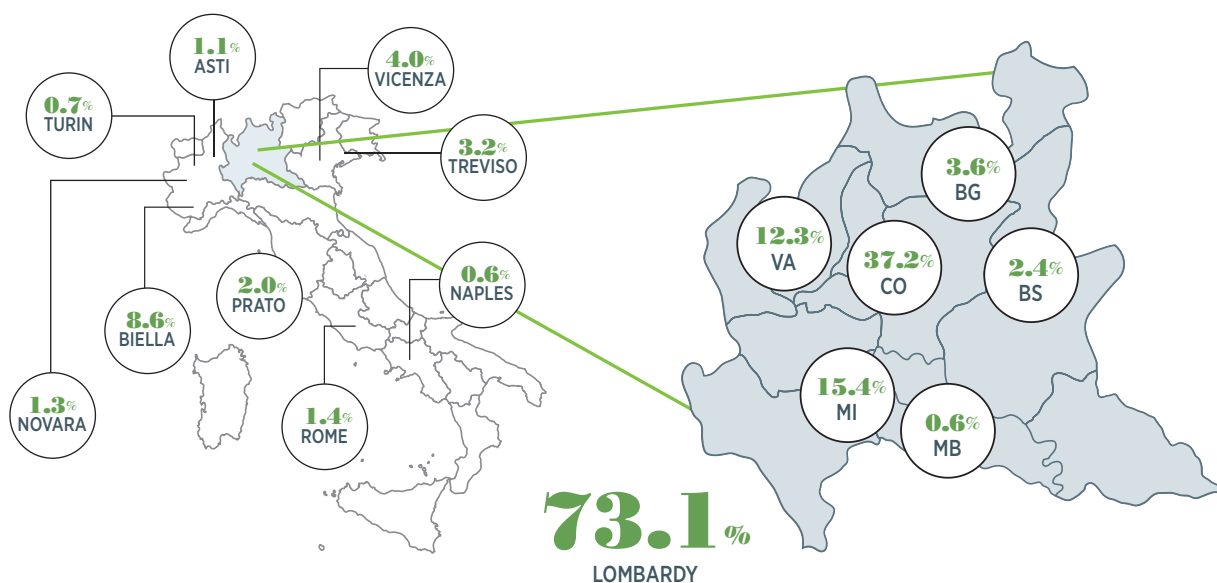 1.1%
ASTI
4.0%
VICENZA
0.7%
TURIN
3.2%
TREVISO
3.6%
BG
12.3%
VA
37.2%
CO
2.4%
BS
2.0%
PRATO
0.6%
NAPLES
8.6%
BIELLA
1.3%
NOVARA
1.4%
ROME
15.4%
MI
0.6%
MB
73.1%
LOMBARDY